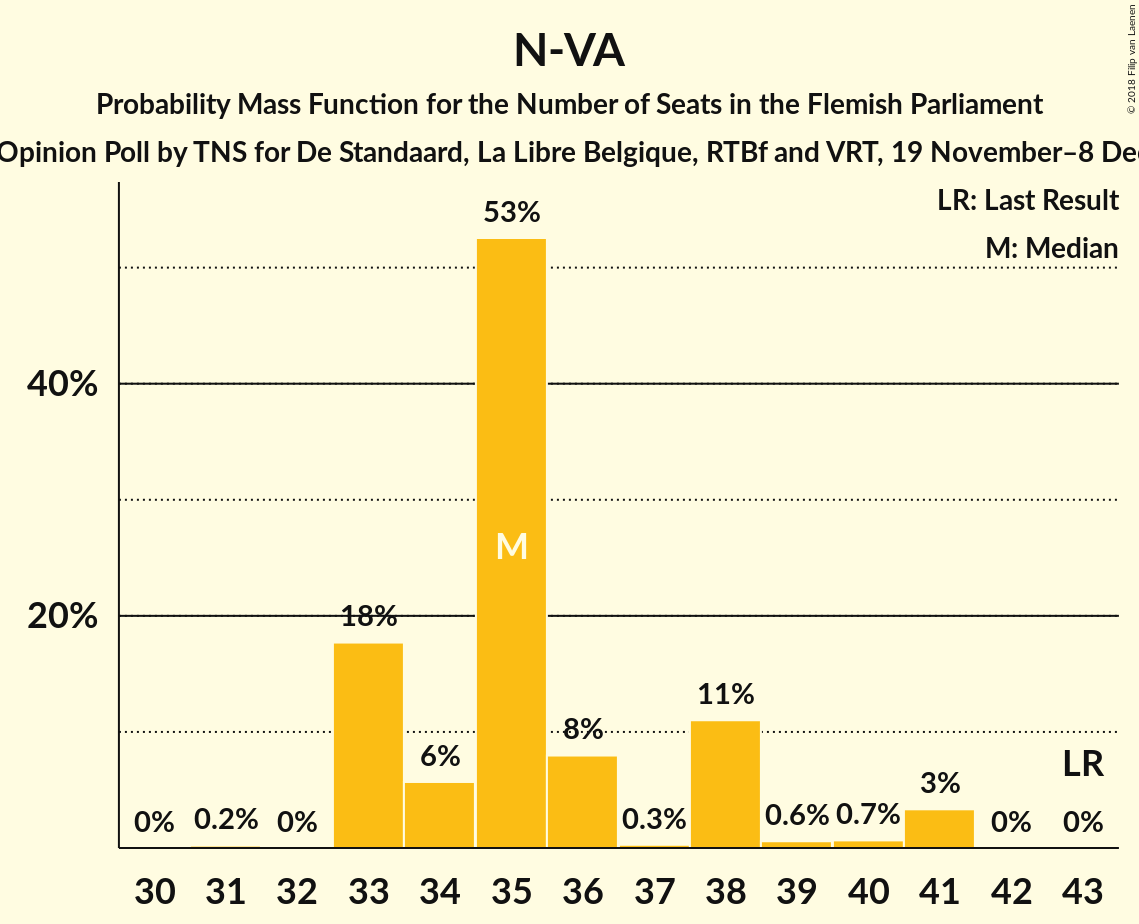 N-VA
Probability Mass Function for the Number of Seats in the Flemish Parliament
Opinion Poll by TNS for De Standaard, La Libre Belgique, RTBf and VRT, 19 November–8
© 2018 Filip van Laenen
LR: Last Result
M: Median
40%
20%
0%
0.2%
0%
18%
6%
53%
M
8%
0.3%
11%
0.6%
0.7%
3%
0%
LR
0%
30 31 32 33 34 35 36 37 38 39 40 41 42 43